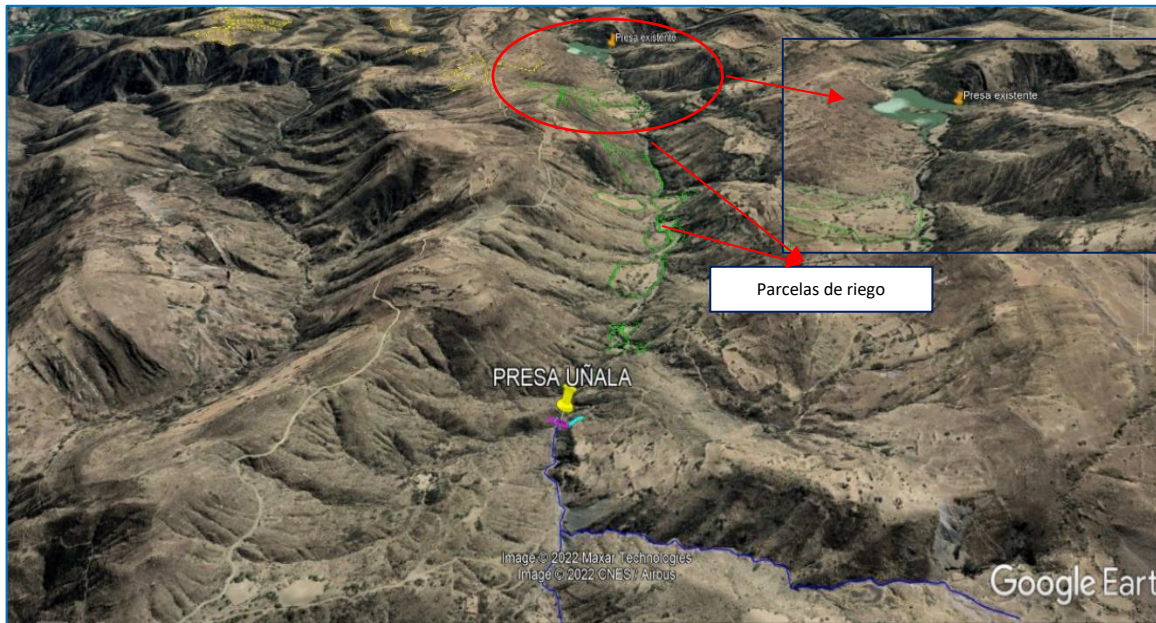 Presa existente
Presa existente
Parcelas de riego
PRESA UÑALA
Image © 2022 Maxar Technologies
Image © 2022 CNES / Airbus
Google Eart